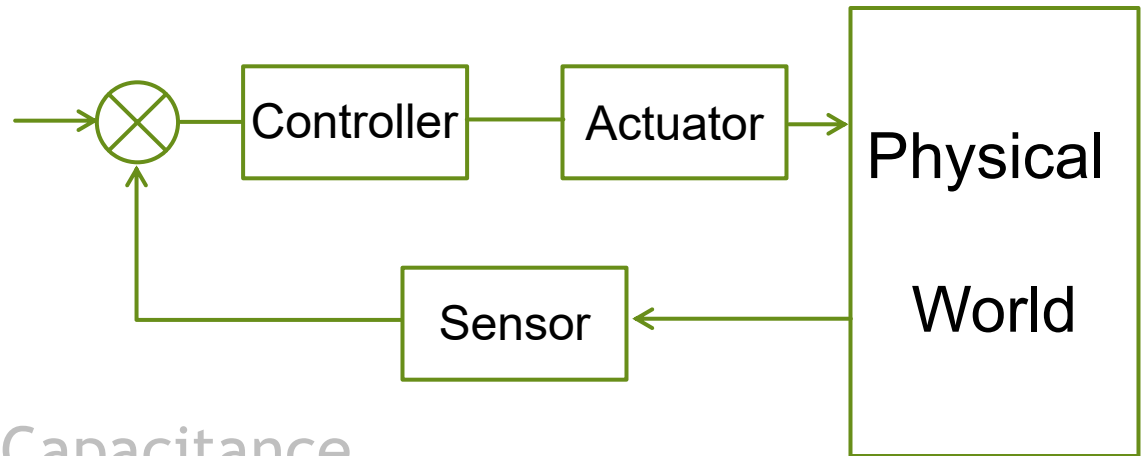 Controller
Actuator
Physical
World
Sensor
Capacitance